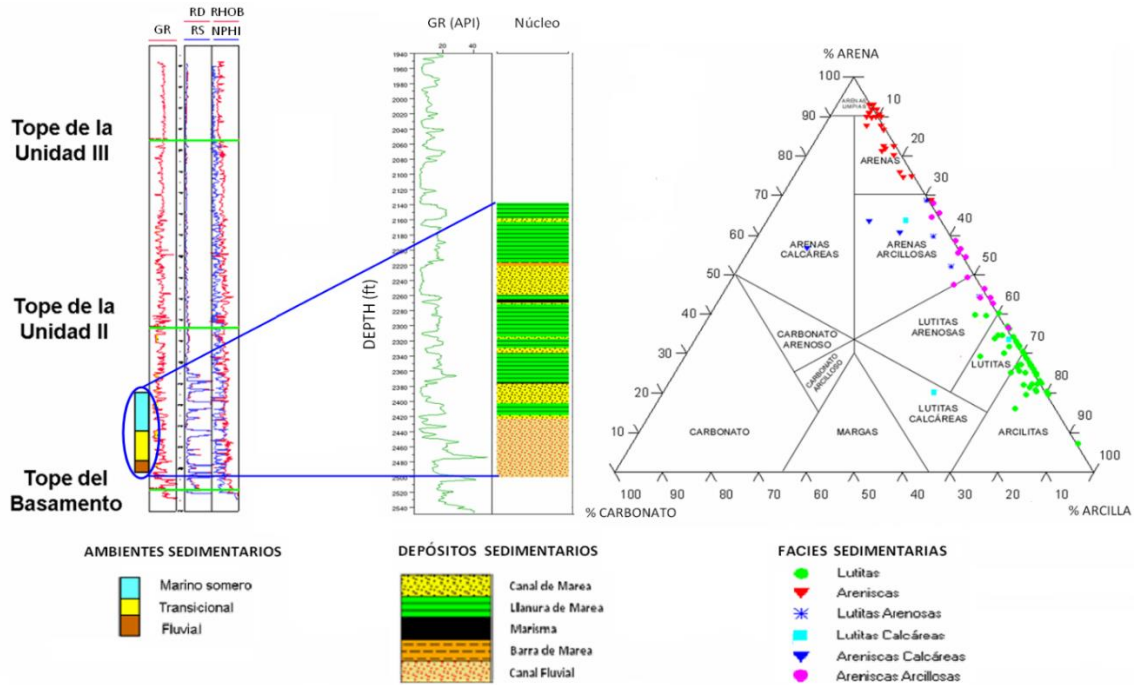 RD RHOB
GR RS NPHI
Tope de la
Unidad III
Tope de la
Unidad II
Tope del
Basamento
GR (API)
Núcleo
20 40
DEPTH (ft)
1940
1960
1980
2000
2020
2040
2060
2080
2100
2120
2140
2160
2180
2200
2220
2240
2260
2280
2300
2320
2340
2360
2380
2400
2420
2440
2460
2480
2500
2520
2540
% ARENA
100
90
80
70
60
50
40
30
20
10
10
20
30
40
50
60
70
80
90
100
ARENAS
LIMPIAS
ARENAS
ARENAS
CALCAREAS
ARENAS
ARCILLOSAS
CARBONATO
ARENOSO
CARBONATO
ARCILLOSO
LUTITAS
ARENOSAS
LUTITAS
LUTITAS
CALCÁREAS
CARBONATO
MARGAS
ARCILITAS
100 90 80 70 60 50 40 30 20 10
% CARBONATO
% ARCILLA
AMBIENTES SEDIMENTARIOS
Marino somero
Transicional
Fluvial
DEPÓSITOS SEDIMENTARIOS
Canal de Marea
Llanura de Marea
Marisma
Barra de Marea
Canal Fluvial
FACIES SEDIMENTARIAS
Lutitas
Areniscas
Lutitas Arenosas
Lutitas Calcáreas
Areniscas Calcáreas
Areniscas Arcillosas